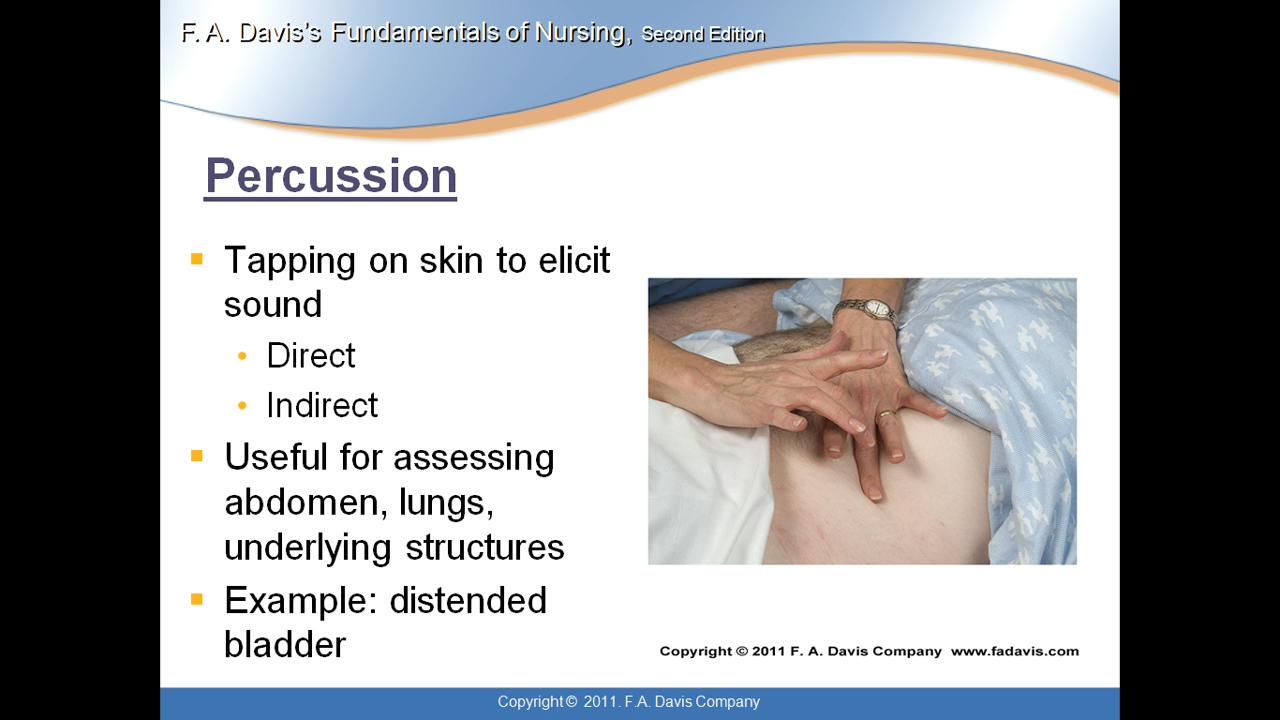 F. A. Davis's Fundamentals of Nursing, Second Edition
Percussion
Tapping on skin to elicit
sound
Direct
Indirect
Useful for assessing
abdomen, lungs,
underlying structures
Example: distended
bladder
Copyright © 2011 F. A. Davis Company www.fadavis.com
Copyright © 2011. F.A. Davis Company